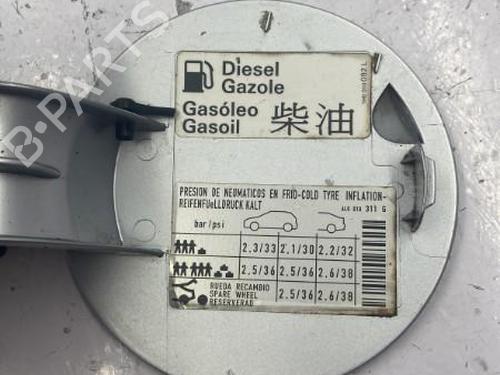 Diesel
Gazole
Gasóleo
Gasoil
柴油
PRESION DE NEUMATICOS EN FRIO-COLD TYRE INFLATION-
REIFENFUeLLDRUCK KALT
311 G
bar/psi
2.3/33 2.1/30 2.2/32
2.5/36 2.5/36 2.6/38
RUEDA RECAMBIO
SPARE WHEEL
RESERVERAD
2.5/36 2.6/38
B-Parts